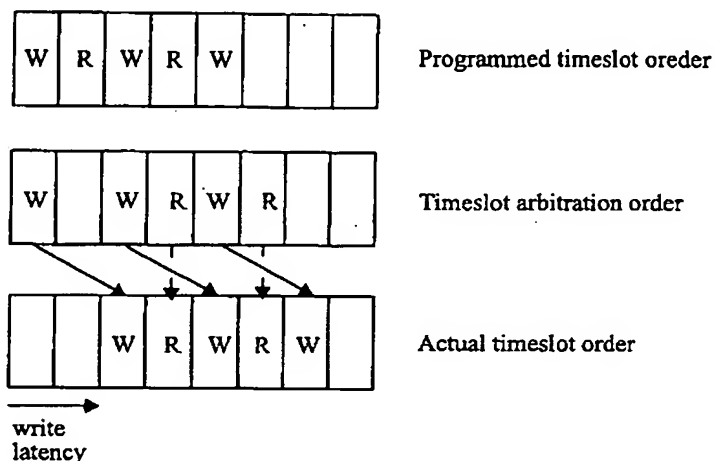 W R W R W
Programmed timeslot oreder
W W R W R
Timeslot arbitration order
W R W R W
Actual timeslot order
write
latency